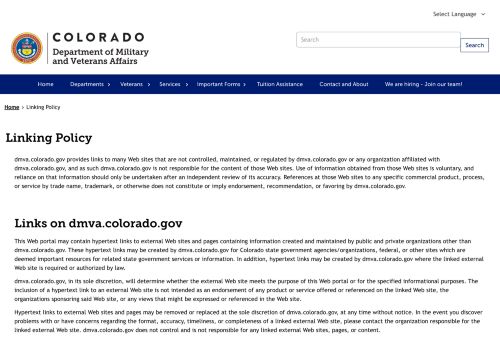 Select Language
COLORADO
Department of Military
and Veterans Affairs
Search
Search
Home Departments Veterans Services Important Forms Tuition Assistance Contact and About We are hiring - Join our team!
Home > Linking Policy
Linking Policy
dmva.colorado.gov provides links to many Web sites that are not controlled, maintained, or regulated by dmva.colorado.gov or any organization affiliated with
dmva.colorado.gov, and as such dmva.colorado.gov is not responsible for the content of those Web sites. Use of information obtained from those Web sites is voluntary, and
reliance on that information should only be undertaken after an independent review of its accuracy. References at those Web sites to any specific commercial product, process,
or service by trade name, trademark, or otherwise does not constitute or imply endorsement, recommendation, or favoring by dmva.colorado.gov.
Links on dmva.colorado.gov
This Web portal may contain hypertext links to external Web sites and pages containing information created and maintained by public and private organizations other than
dmva.colorado.gov. These hypertext links may be created by dmva.colorado.gov for Colorado state government agencies/organizations, federal, or other sites which are
deemed important resources for related state government services or information. In addition, hypertext links may be created by dmva.colorado.gov where the linked external
Web site is required or authorized by law.
dmva.colorado.gov, in its sole discretion, will determine whether the external Web site meets the purpose of this Web portal or for the specified informational purposes. The
inclusion of a hypertext link to an external Web site is not intended as an endorsement of any product or service offered or referenced on the linked Web site, the
organizations sponsoring said Web site, or any views that might be expressed or referenced in the Web site.
Hypertext links to external Web sites and pages may be removed or replaced at the sole discretion of dmva.colorado.gov, at any time without notice. In the event you discover
problems with or have concerns regarding the format, accuracy, timeliness, or completeness of a linked external Web site, please contact the organization responsible for the
linked external Web site. dmva.colorado.gov does not control and is not responsible for any linked external Web sites, pages, or content.